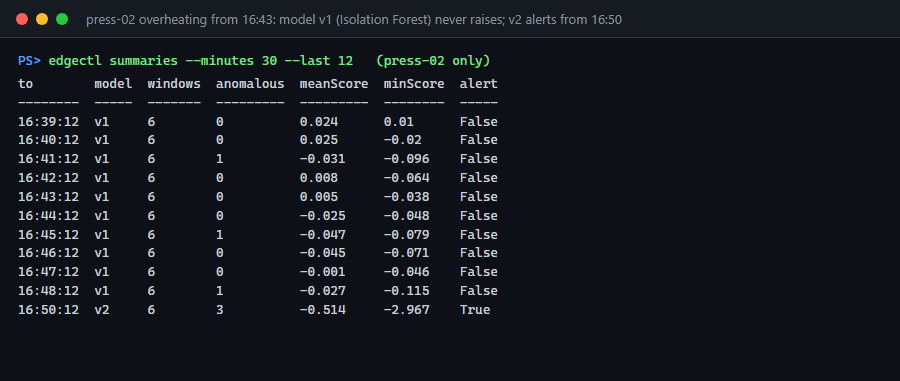 press-02 overheating from 16:43: model v1 (Isolation Forest) never raises; v2 alerts from 16:50
PS> edgectl summaries --minutes 30 --last 12   (press-02 only)
to        model  windows  anomalous  meanScore  minScore  alert
--------  -----  -------  ---------  ---------  --------  -----
16:39:12  v1     6        0          0.024      0.01      False
16:40:12  v1     6        0          0.025      -0.02     False
16:41:12  v1     6        1          -0.031     -0.096    False
16:42:12  v1     6        0          0.008      -0.064    False
16:43:12  v1     6        0          0.005      -0.038    False
16:44:12  v1     6        0          -0.025     -0.048    False
16:45:12  v1     6        1          -0.047     -0.079    False
16:46:12  v1     6        0          -0.045     -0.071    False
16:47:12  v1     6        0          -0.001     -0.046    False
16:48:12  v1     6        1          -0.027     -0.115    False
16:50:12  v2     6        3          -0.514     -2.967    True